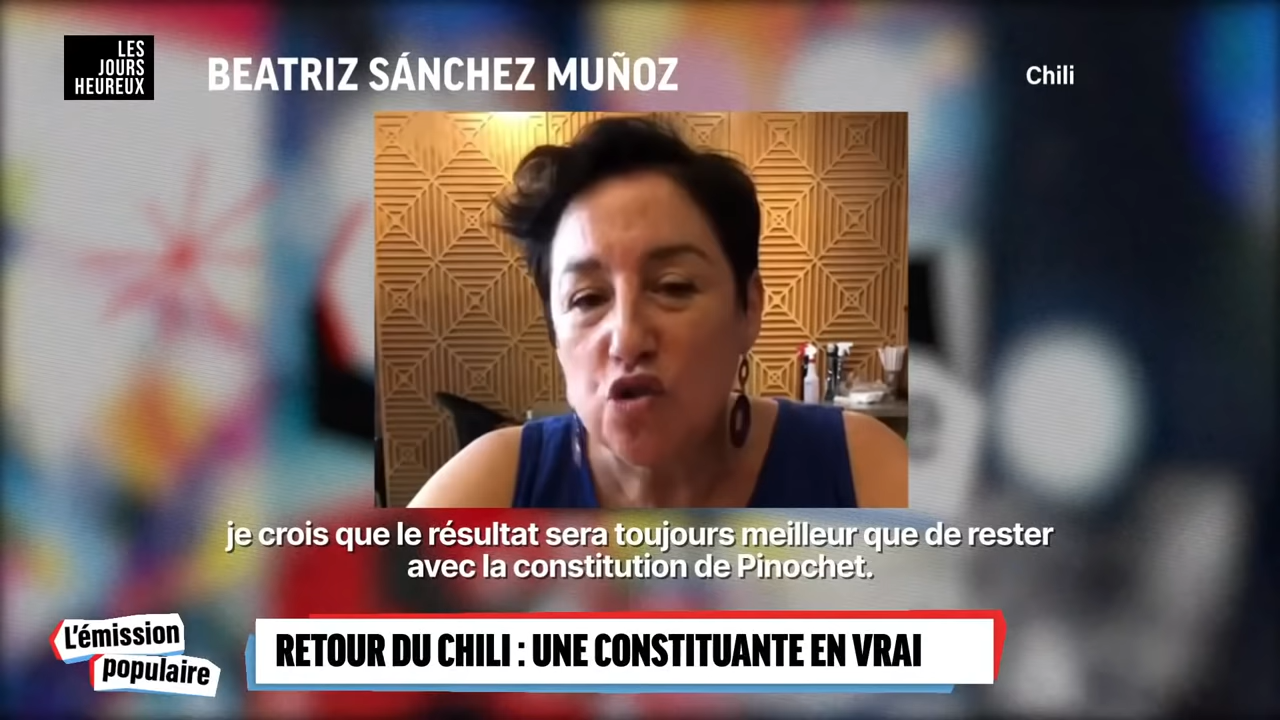 LES
JOURS
HEUREUX
BEATRIZ SÁNCHEZ MUÑOZ
Chili
je crois que le résultat sera toujours meilleur que de rester
avec la constitution de Pinochet.
L'émission
populaire
RETOUR DU CHILI : UNE CONSTITUANTE EN VRAI